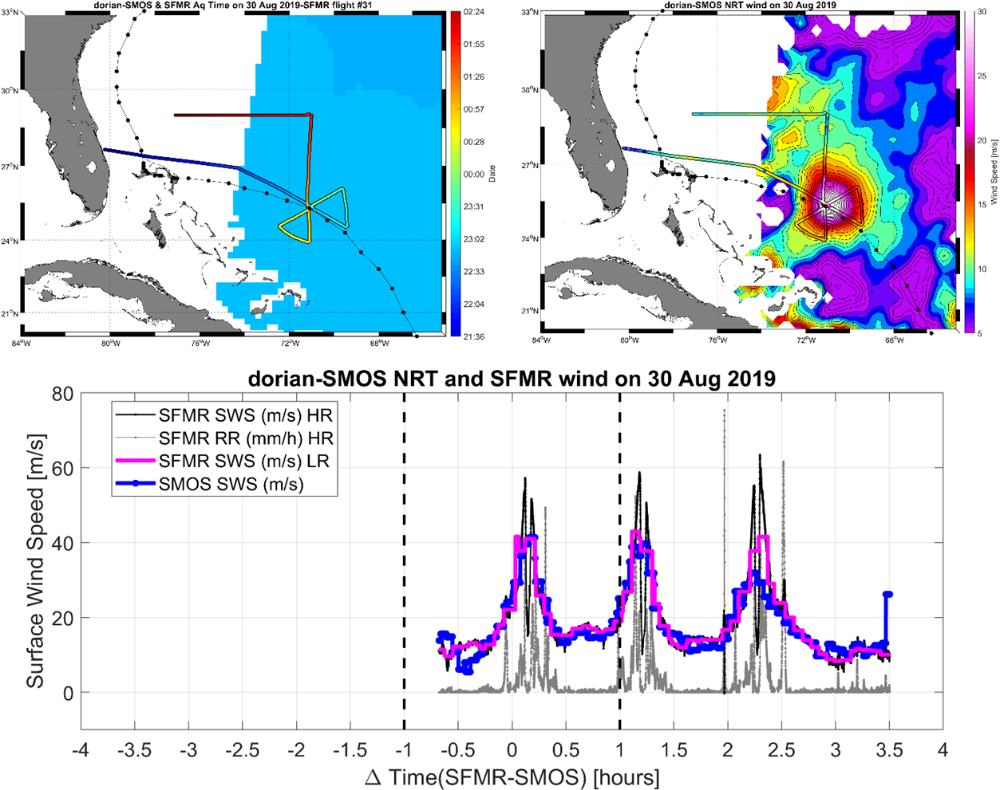 dorian-SMOS & SFMR Aq Time on 30 Aug 2019-SFMR flight #31
33°N
30°N
27°N
24°N
21°N
84°W
80°W
76°W
72°W
68°W
02:24
01:55
01:26
00:57
00:28
00:00
23:31
23:02
22:33
22:04
21:36
Date
dorian-SMOS NRT wind on 30 Aug 2019
33°N
30°N
27°N
24°N
21°N
84°W
80°W
76°W
72°W
68°W
30
25
20
15
10
5
Wind Speed [m/s]
dorian-SMOS NRT and SFMR wind on 30 Aug 2019
SFMR SWS (m/s) HR
SFMR RR (mm/h) HR
SFMR SWS (m/s) LR
SMOS SWS (m/s)
Surface Wind Speed [m/s]
80
60
40
20
0
-4
-3.5
-3
-2.5
-2
-1.5
-1
-0.5
0
0.5
1
1.5
2
2.5
3
3.5
4
Δ Time(SFMR-SMOS) [hours]